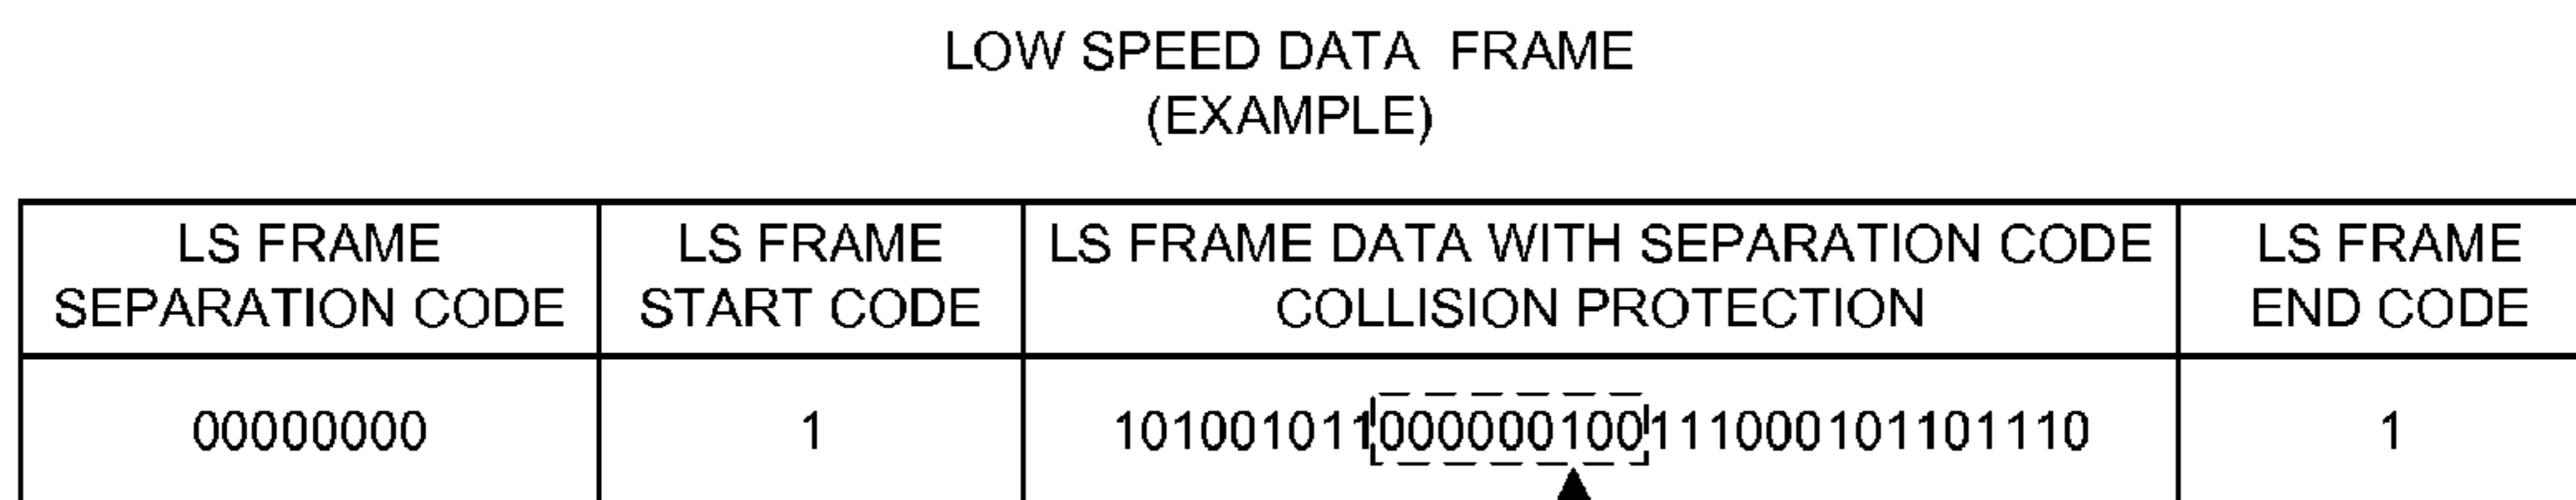 LOW SPEED DATA FRAME
(EXAMPLE)
LS FRAME
SEPARATION CODE
LS FRAME
START CODE
LS FRAME DATA WITH SEPARATION CODE
COLLISION PROTECTION
LS FRAME
END CODE
00000000
1
101001011000000100111000101101110
1